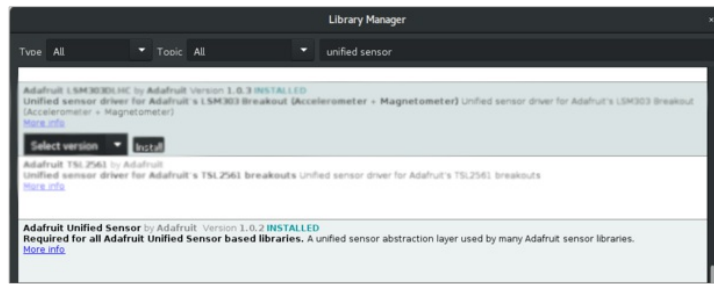 Library Manager
×
Type All Topic All unified sensor
Adafruit LSM303DLHC by Adafruit Version 1.0.3 INSTALLED
Unified sensor driver for Adafruit's LSM303 Breakout (Accelerometer + Magnetometer) Unified sensor driver for Adafruit's LSM303 Breakout
(Accelerometer + Magnetometer)
More info
Select version Install
Adafruit TSL2561 by Adafruit
Unified sensor driver for Adafruit's TSL2561 breakouts Unified sensor driver for Adafruit's TSL2561 breakouts
More info
Adafruit Unified Sensor by Adafruit Version 1.0.2 INSTALLED
Required for all Adafruit Unified Sensor based libraries. A unified sensor abstraction layer used by many Adafruit sensor libraries.
More info